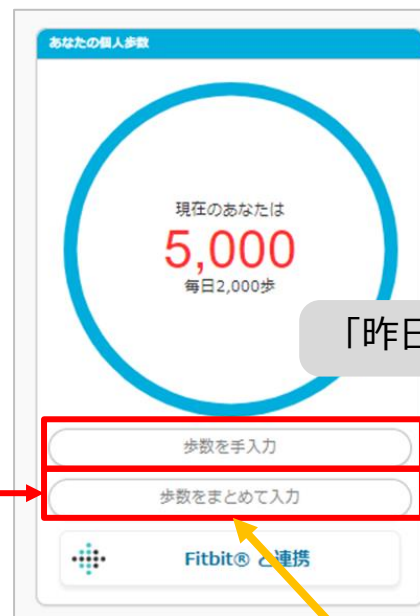 あなたの個人歩数
現在のあなたは
5,000
毎日2,000歩
「昨日
歩数を手入力
歩数をまとめて入力
Fitbit® と連携